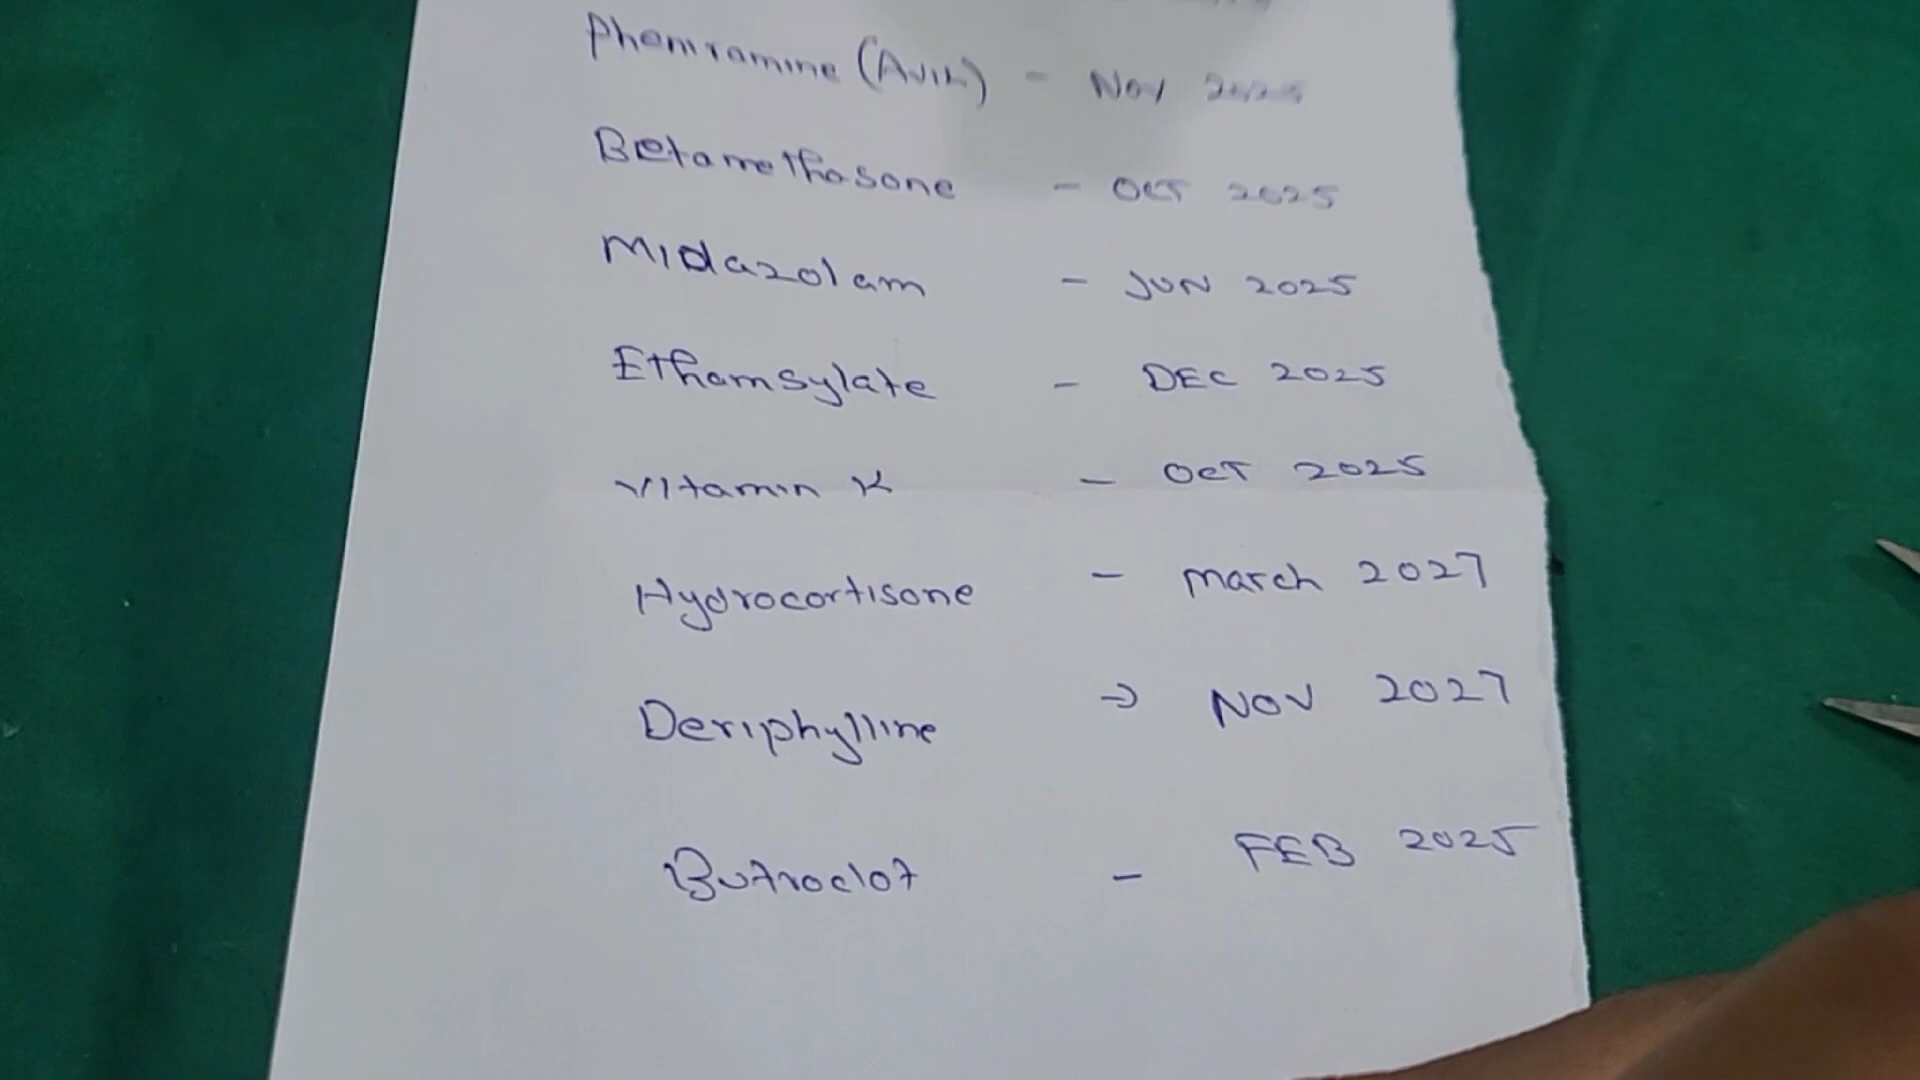 Pheniramine (Avil) - Nov 2025
Betamethasone - OCT 2025
Midazolam - JUN 2025
Ethamsylate - DEC 2025
Vitamin K - OCT 2025
Hydrocortisone - March 2027
Deriphylline → NOV 2027
Butroclot - FEB 2025